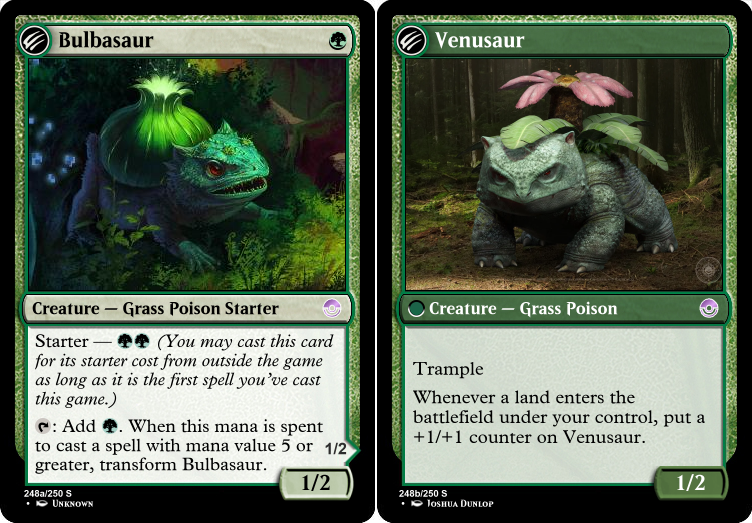 Bulbasaur
Creature — Grass Poison Starter
Starter — (You may cast this card
for its starter cost from outside the game
as long as it is the first spell you've cast
this game.)
: Add . When this mana is spent
to cast a spell with mana value 5 or
greater, transform Bulbasaur.
1/2
1/2
248a/250 S
• Unknown
Venusaur
Creature — Grass Poison
Trample
Whenever a land enters the
battlefield under your control, put a
+1/+1 counter on Venusaur.
1/2
248b/250 S
• Joshua Dunlop